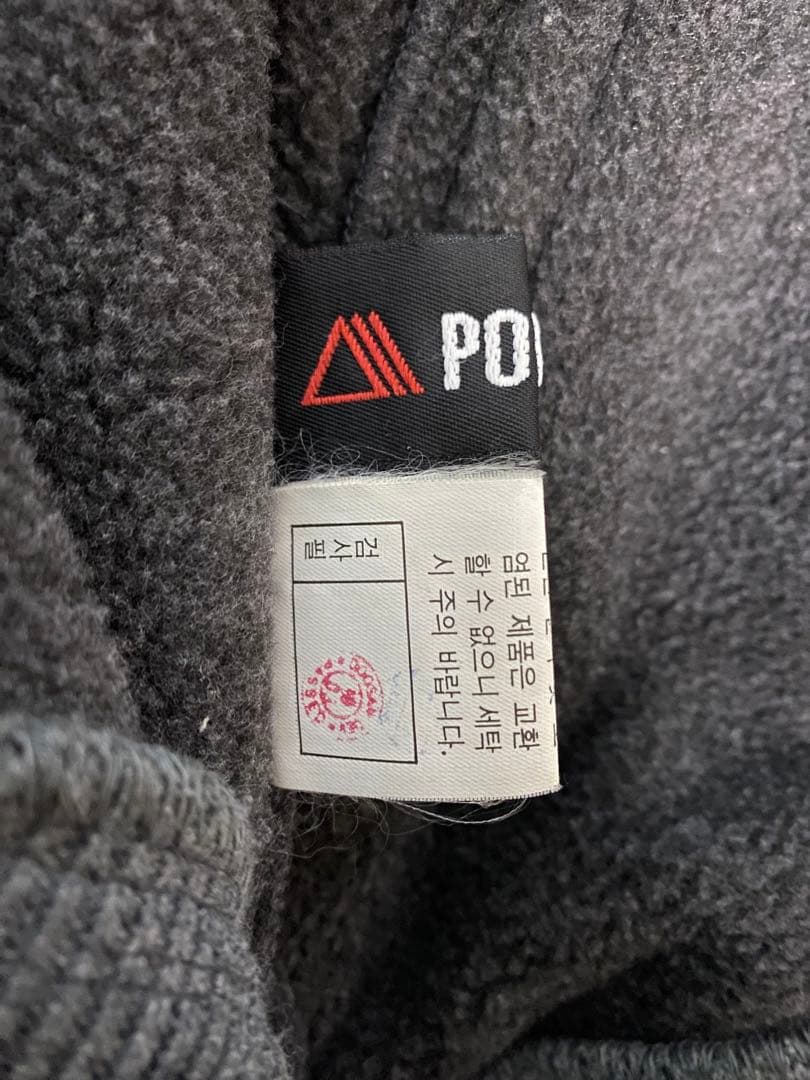 PO
염된 제품은 교환
할 수 없으니 세탁
시 주의 바랍니다.
검사필